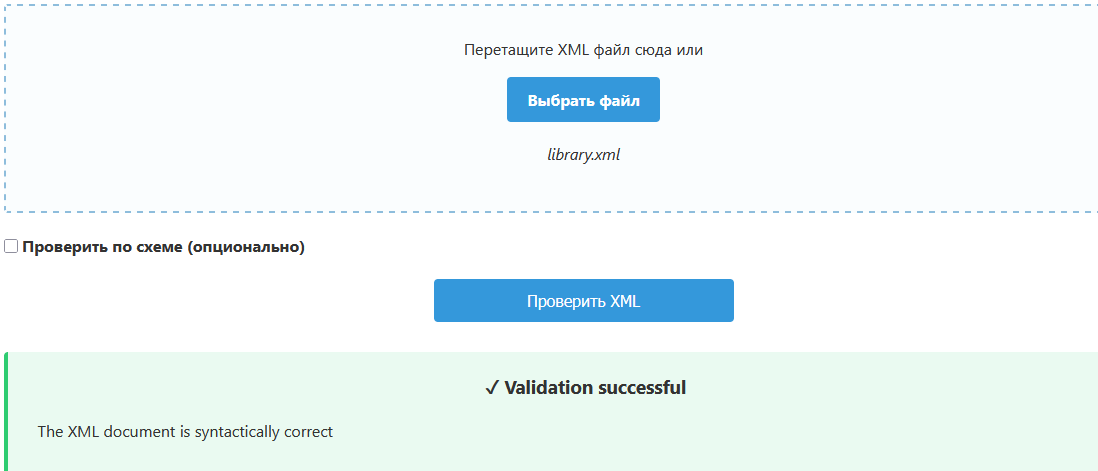 Перетащите XML файл сюда или
Выбрать файл
library.xml
Проверить по схеме (опционально)
Проверить XML
✓ Validation successful
The XML document is syntactically correct